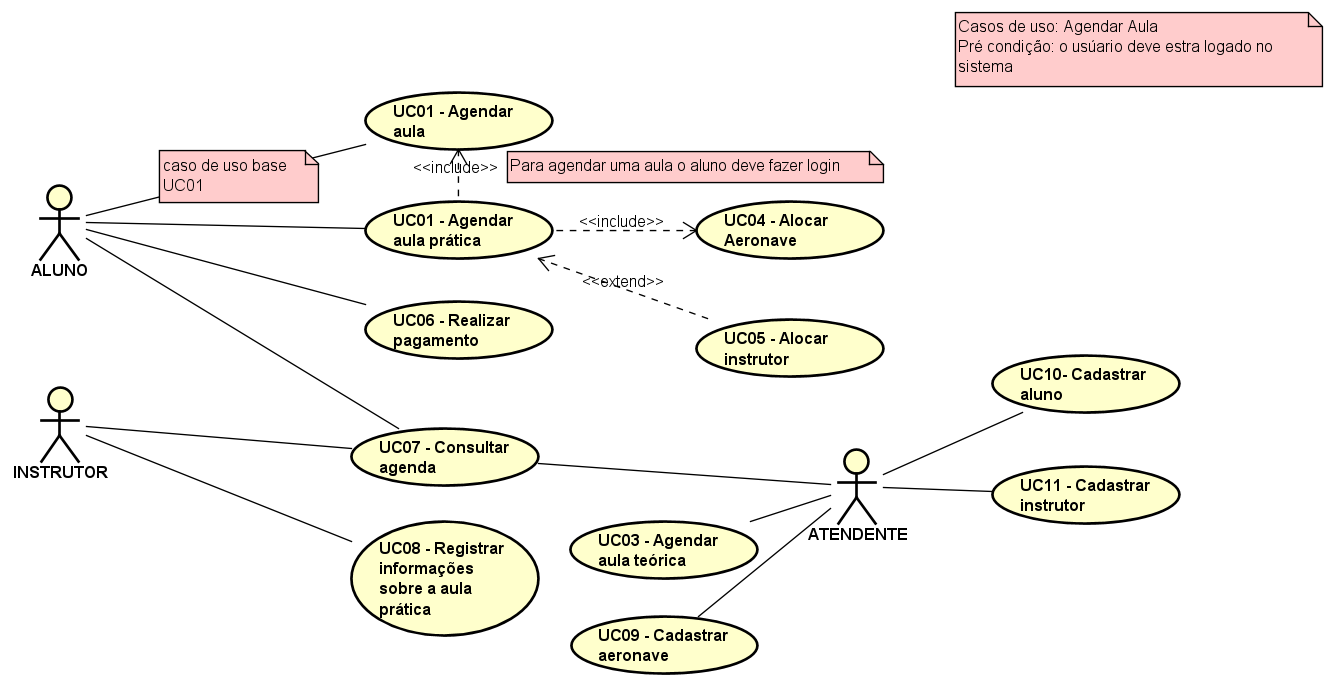 Casos de uso: Agendar Aula
Pré condição: o usúario deve estra logado no
sistema
UC01 - Agendar
aula
caso de uso base
UC01
<<include>>
Para agendar uma aula o aluno deve fazer login
ALUNO
UC01 - Agendar
aula prática
<<include>>
UC04 - Alocar
Aeronave
<<extend>>
UC06 - Realizar
pagamento
UC05 - Alocar
instrutor
UC10- Cadastrar
aluno
INSTRUTOR
UC07 - Consultar
agenda
UC11 - Cadastrar
instrutor
ATENDENTE
UC03 - Agendar
aula teórica
UC08 - Registrar
informações
sobre a aula
prática
UC09 - Cadastrar
aeronave